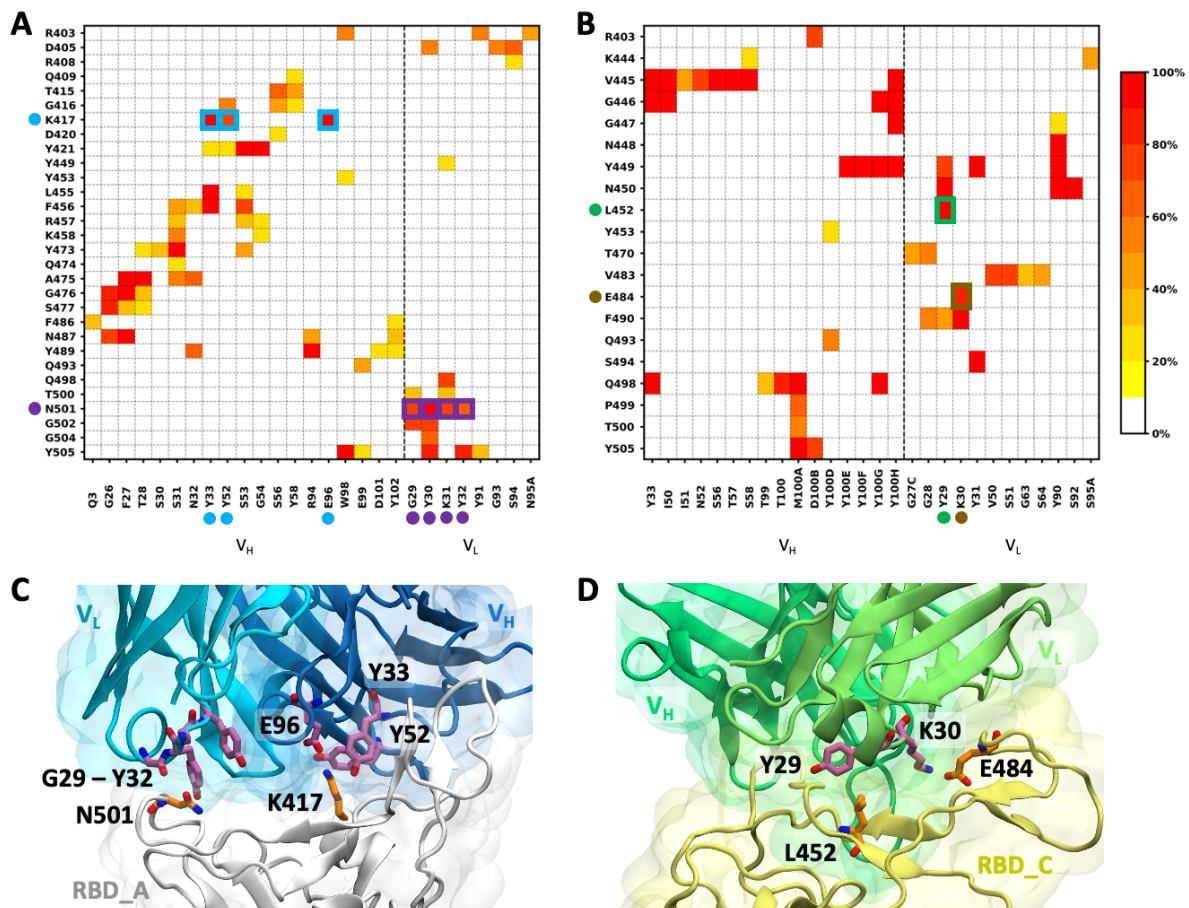 A
R403
D405
R408
Q409
T415
G416
K417
D420
Y421
Y449
Y453
L455
F456
R457
K458
Y473
Q474
A475
G476
S477
F486
N487
Y489
Q493
Q498
T500
N501
G502
G504
Y505
Q3 G26 F27 T28 S30 S31 N32 Y33 Y52 S53 G54 S56 Y58 R94 E96 W98 E99 D101 Y102 G29 Y30 K31 Y32 Y91 G93 S94 N95A
VH VL
B
R403
K444
V445
G446
G447
N448
Y449
N450
L452
Y453
T470
V483
E484
F490
Q493
S494
Q498
P499
T500
Y505
Y33 I50 I51 N52 S56 T57 S58 T99 T100 M100A D100B Y100D Y100E Y100F Y100G Y100H G27C G28 Y29 K30 Y31 V50 S51 G63 S64 Y90 S92 S95A
VH VL
100%
80%
60%
40%
20%
0%
C
VL
VH
Y33
E96
Y52
G29 – Y32
K417
N501
RBD_A
D
VL
VH
K30
Y29
E484
L452
RBD_C